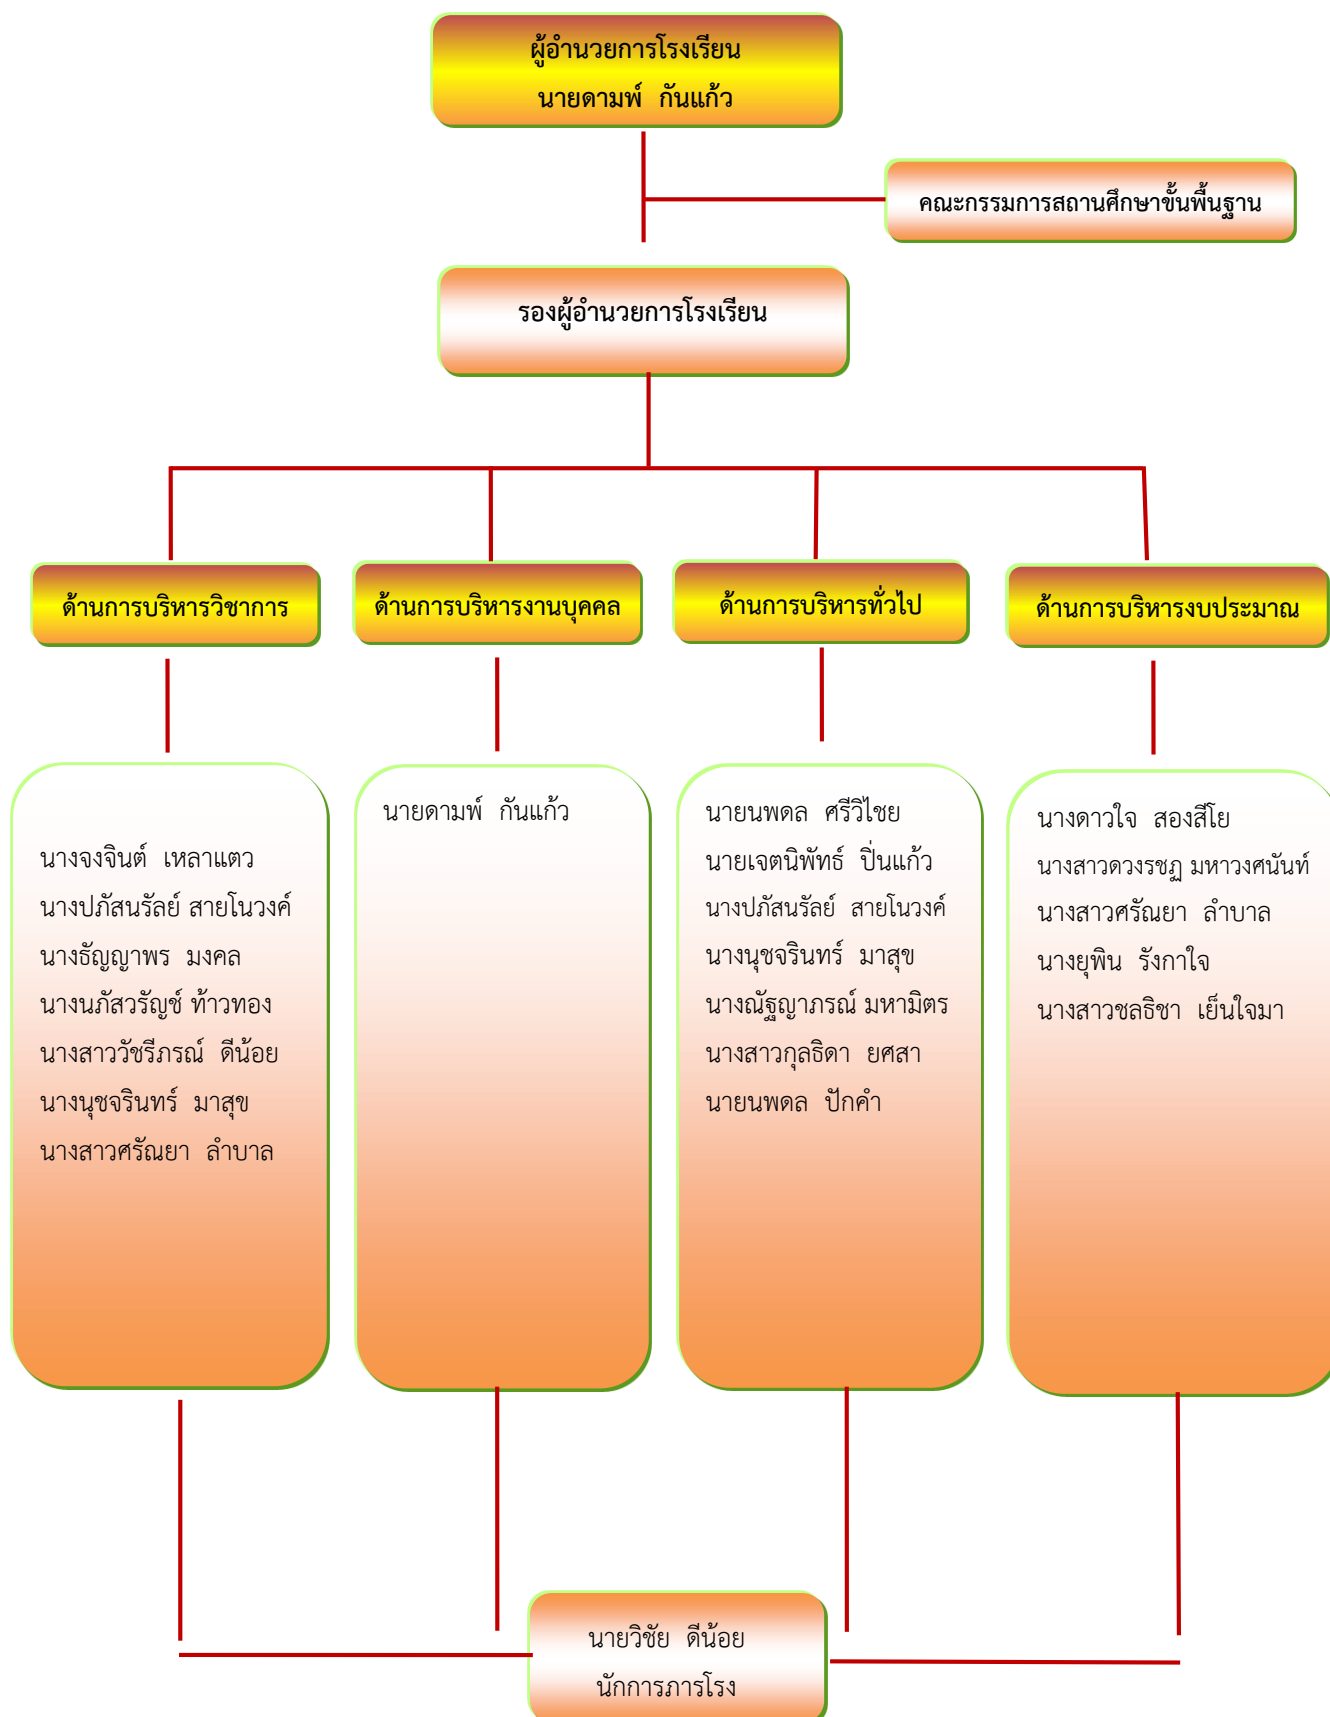 ผู้อำนวยการโรงเรียน
นายดามพ์ กันแก้ว
คณะกรรมการสถานศึกษาขั้นพื้นฐาน
รองผู้อำนวยการโรงเรียน
ด้านการบริหารวิชาการ
ด้านการบริหารงานบุคคล
ด้านการบริหารทั่วไป
ด้านการบริหารงบประมาณ
นางจงจินต์ เหลาแตว
นางปภัสนรัลย์ สายโนวงค์
นางธัญญาพร มงคล
นางนภัสวรัญช์ ท้าวทอง
นางสาววัชรีภรณ์ ดีน้อย
นางนุชจรินทร์ มาสุข
นางสาวศรัณยา ลำบาล
นายดามพ์ กันแก้ว
นายนพดล ศรีวิไชย
นายเจตนิพัทธ์ ปิ่นแก้ว
นางปภัสนรัลย์ สายโนวงค์
นางนุชจรินทร์ มาสุข
นางณัฐญาภรณ์ มหามิตร
นางสาวกุลธิดา ยศสา
นายนพดล ปักคำ
นางดาวใจ สองสีโย
นางสาวดวงรชฏ มหาวงศนันท์
นางสาวศรัณยา ลำบาล
นางยุพิน รังกาใจ
นางสาวชลธิชา เย็นใจมา
นายวิชัย ดีน้อย
นักการภารโรง